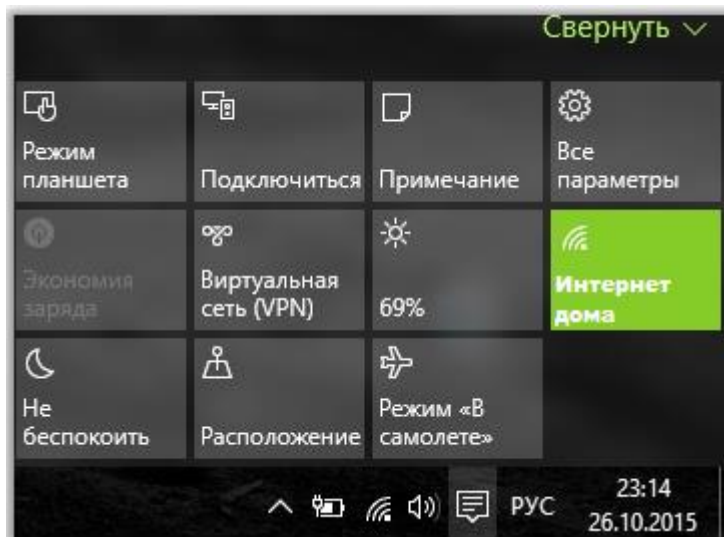 Свернуть
Режим
планшета
Подключиться
Примечание
Все
параметры
Экономия
заряда
Виртуальная
сеть (VPN)
69%
Интернет
дома
Не
беспокоить
Расположение
Режим «В
самолете»
РУС
23:14
26.10.2015